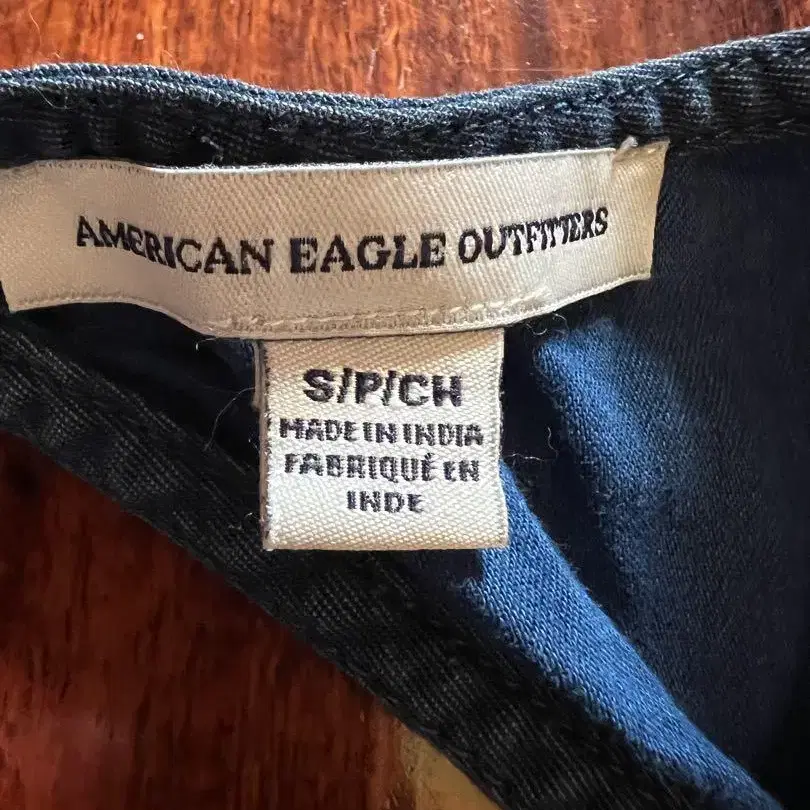 AMERICAN EAGLE OUTFITTERS
S/P/CH
MADE IN INDIA
FABRIQUÉ EN
INDE